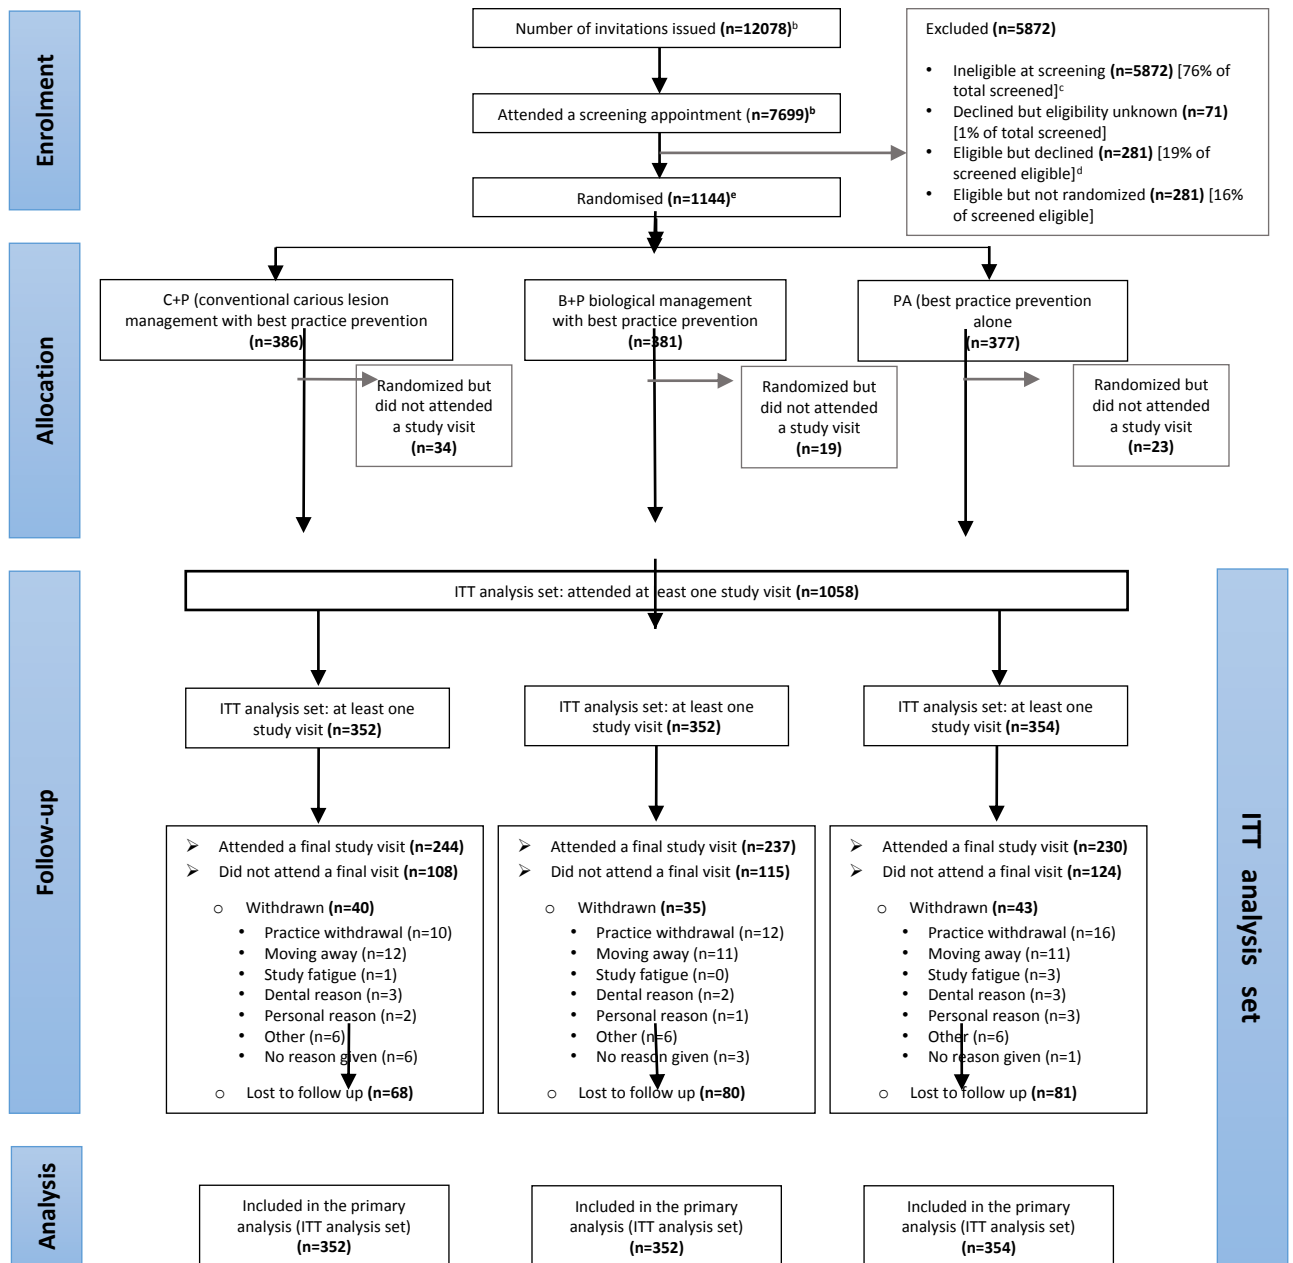 Enrolment
Number of invitations issued (n=12078)b
Attended a screening appointment (n=7699)b
Randomised (n=1144)e
Excluded (n=5872)
• Ineligible at screening (n=5872) [76% of
total screened]c
• Declined but eligibility unknown (n=71)
[1% of total screened]
• Eligible but declined (n=281) [19% of
screened eligible]d
• Eligible but not randomized (n=281) [16%
of screened eligible]
Allocation
C+P (conventional carious lesion
management with best practice prevention
(n=386)
B+P biological management
with best practice prevention
(n=381)
PA (best practice prevention
alone
(n=377)
Randomized but
did not attended
a study visit
(n=34)
Randomized but
did not attended
a study visit
(n=19)
Randomized but
did not attended
a study visit
(n=23)
Follow-up
ITT analysis set: attended at least one study visit (n=1058)
ITT analysis set: at least one
study visit (n=352)
ITT analysis set: at least one
study visit (n=352)
ITT analysis set: at least one
study visit (n=354)
➢ Attended a final study visit (n=244)
➢ Did not attend a final visit (n=108)
o Withdrawn (n=40)
• Practice withdrawal (n=10)
• Moving away (n=12)
• Study fatigue (n=1)
• Dental reason (n=3)
• Personal reason (n=2)
• Other (n=6)
• No reason given (n=6)
o Lost to follow up (n=68)
➢ Attended a final study visit (n=237)
➢ Did not attend a final visit (n=115)
o Withdrawn (n=35)
• Practice withdrawal (n=12)
• Moving away (n=11)
• Study fatigue (n=0)
• Dental reason (n=2)
• Personal reason (n=1)
• Other (n=6)
• No reason given (n=3)
o Lost to follow up (n=80)
➢ Attended a final study visit (n=230)
➢ Did not attend a final visit (n=124)
o Withdrawn (n=43)
• Practice withdrawal (n=16)
• Moving away (n=11)
• Study fatigue (n=3)
• Dental reason (n=3)
• Personal reason (n=3)
• Other (n=6)
• No reason given (n=1)
o Lost to follow up (n=81)
ITT analysis set
Analysis
Included in the primary
analysis (ITT analysis set)
(n=352)
Included in the primary
analysis (ITT analysis set)
(n=352)
Included in the primary
analysis (ITT analysis set)
(n=354)